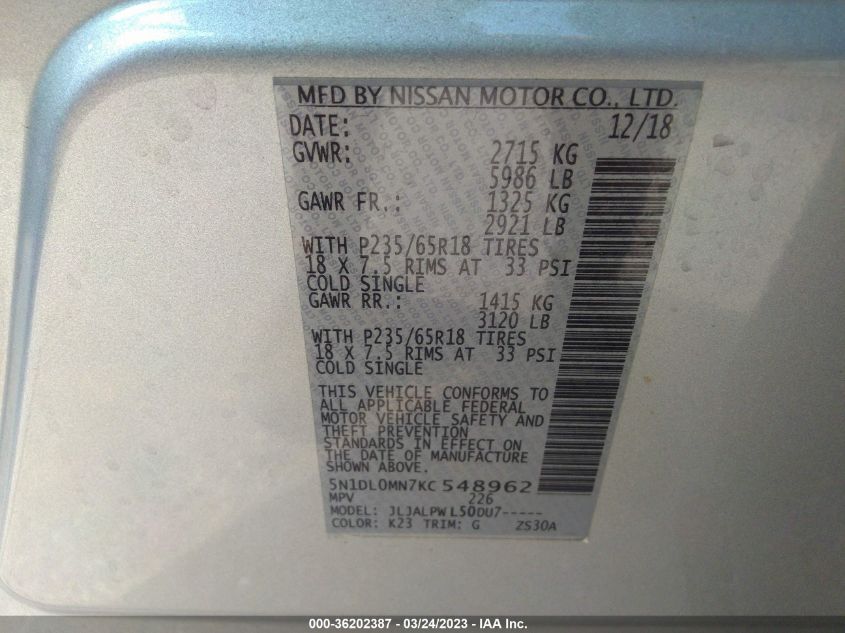 MFD BY NISSAN MOTOR CO., LTD.
DATE: 12/18
GVWR: 2715 KG
5986 LB
GAWR FR.: 1325 KG
2921 LB
WITH P235/65R18 TIRES
18 X 7.5 RIMS AT 33 PSI
COLD SINGLE
GAWR RR.: 1415 KG
3120 LB
WITH P235/65R18 TIRES
18 X 7.5 RIMS AT 33 PSI
COLD SINGLE
THIS VEHICLE CONFORMS TO
ALL APPLICABLE FEDERAL
MOTOR VEHICLE SAFETY AND
THEFT PREVENTION
STANDARDS IN EFFECT ON
THE DATE OF MANUFACTURE
SHOWN ABOVE.
5N1DL0MN7KC548962
MPV 226
MODEL: JLJALPWL50DU7-----
COLOR: K23 TRIM: G ZS30A
000-36202387 / 03/24/2023 - IAA Inc.